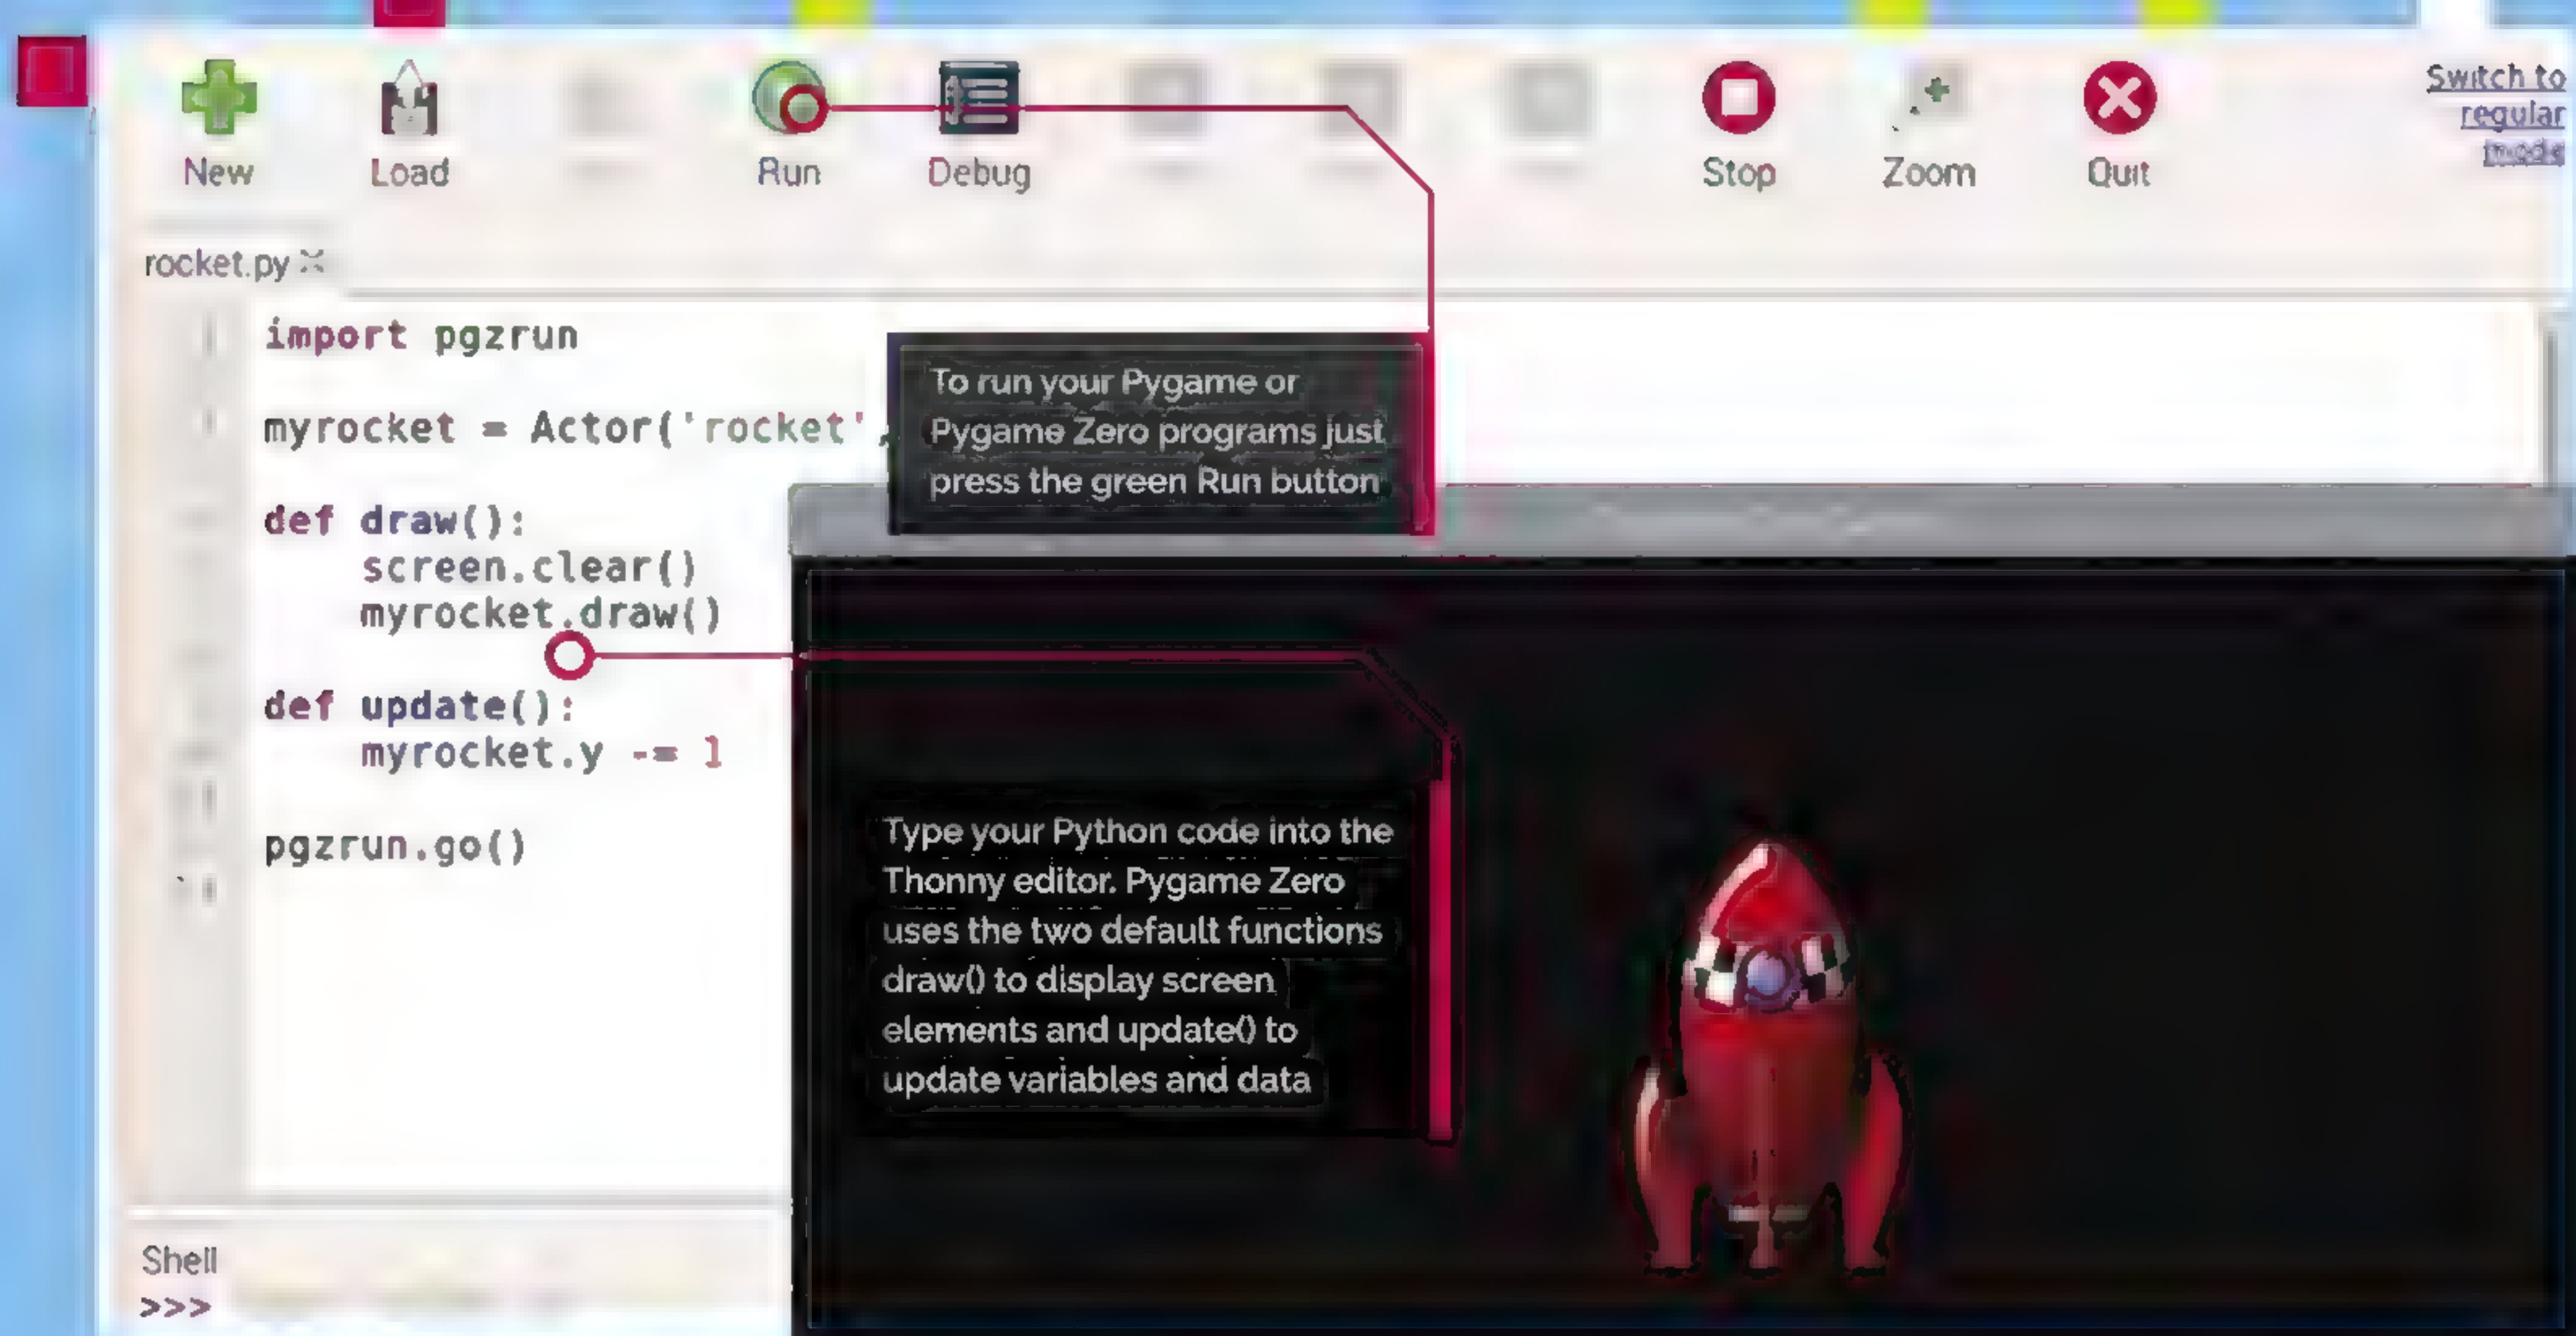 New Load Run Debug Stop Zoom Quit
Switch to
regular
mode
rocket.py
import pgzrun
myrocket = Actor('rocket',
def draw():
screen.clear()
myrocket.draw()
def update():
myrocket.y -= 1
pgzrun.go()
To run your Pygame or
Pygame Zero programs just
press the green Run button
Type your Python code into the
Thonny editor. Pygame Zero
uses the two default functions
draw() to display screen
elements and update() to
update variables and data
Shell
>>>